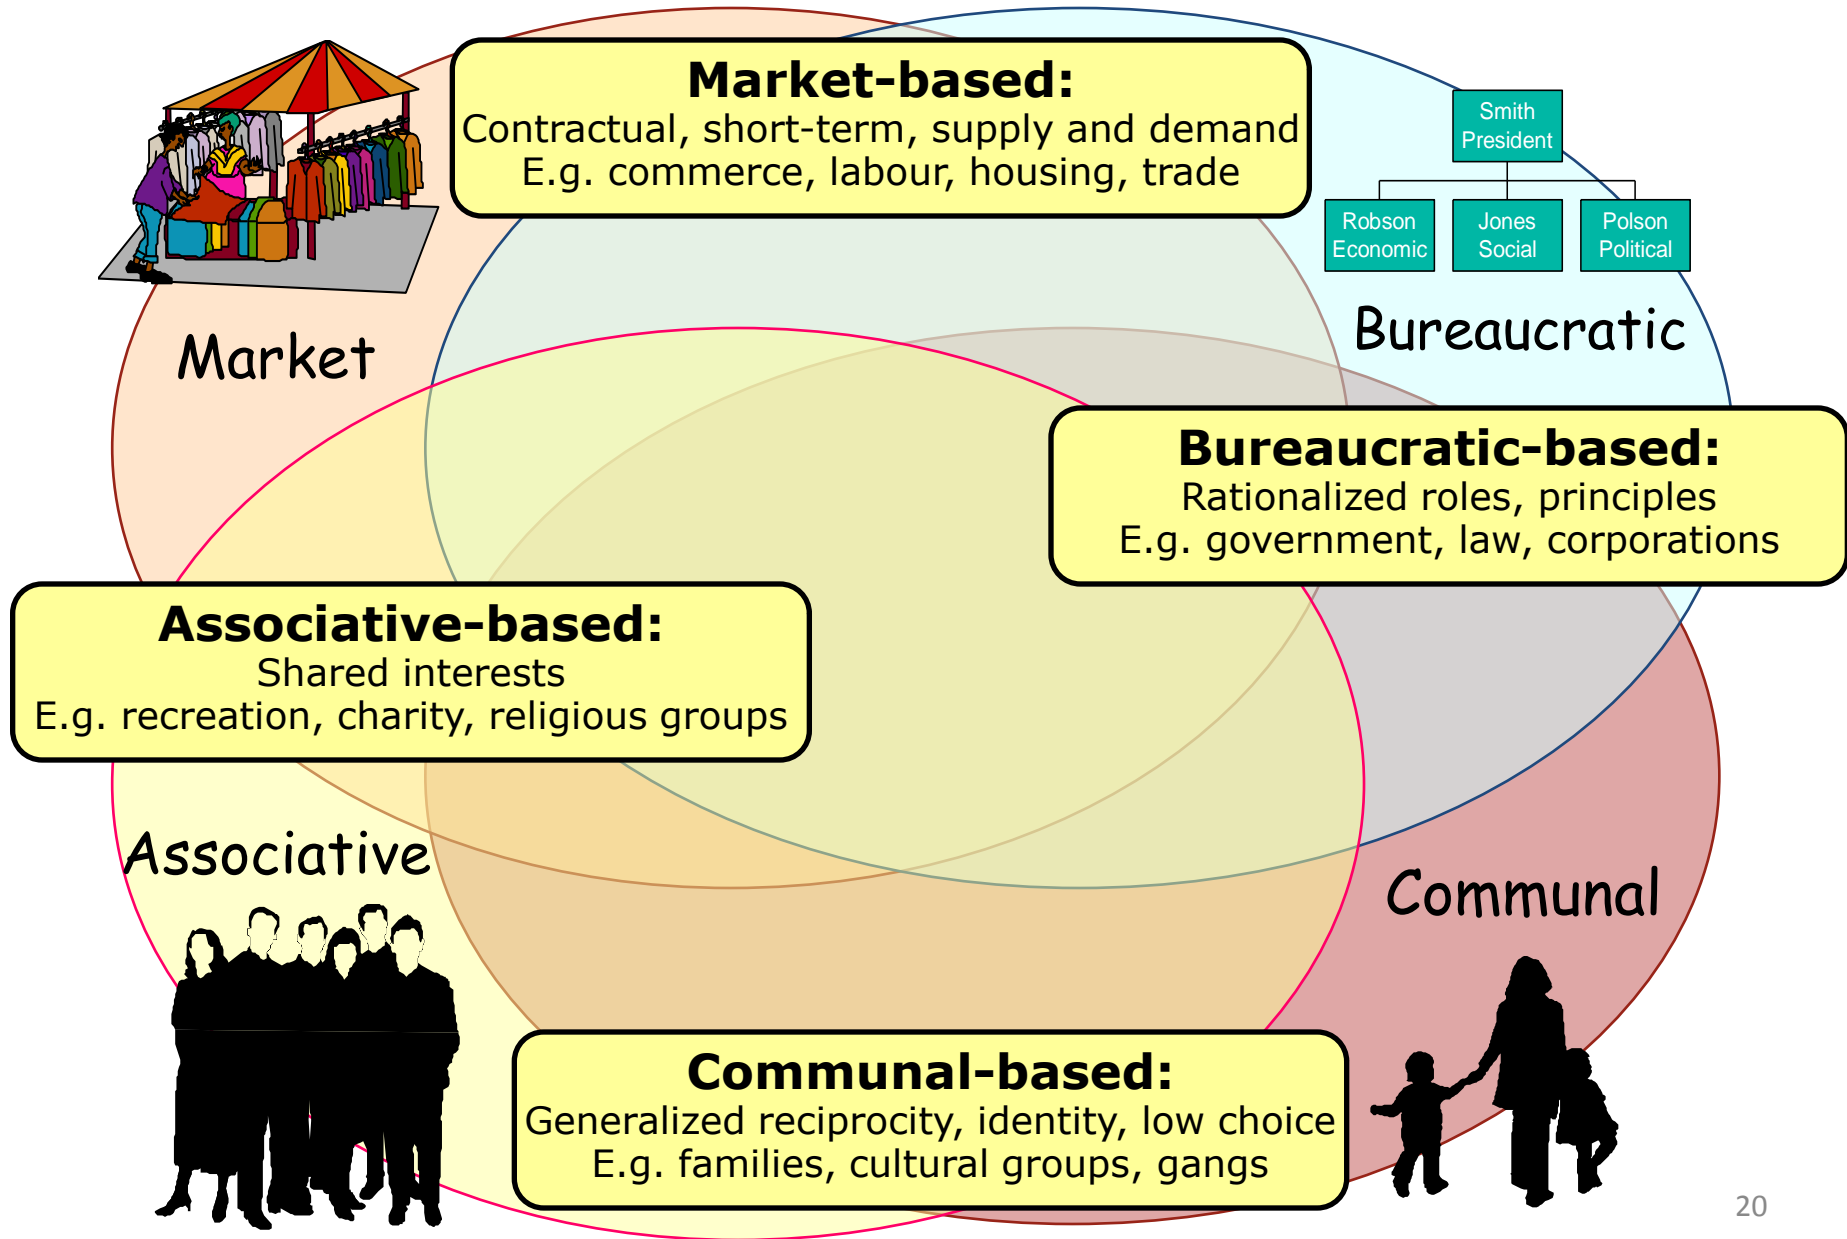 Market-based:
Contractual, short-term, supply and demand
E.g. commerce, labour, housing, trade
Smith
President
Robson
Economic
Jones
Social
Polson
Political
Market
Bureaucratic
Bureaucratic-based:
Rationalized roles, principles
E.g. government, law, corporations
Associative-based:
Shared interests
E.g. recreation, charity, religious groups
Associative
Communal
Communal-based:
Generalized reciprocity, identity, low choice
E.g. families, cultural groups, gangs
20